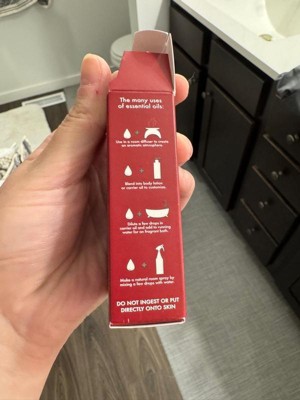 The many uses
of essential oils:
Use in a room diffuser to create
an aromatic atmosphere.
Blend into body lotion
or carrier oil to customize.
Dilute a few drops in
carrier oil and add to running
water for an fragrant bath.
Make a natural room spray by
mixing a few drops with water.
DO NOT INGEST OR PUT
DIRECTLY ONTO SKIN